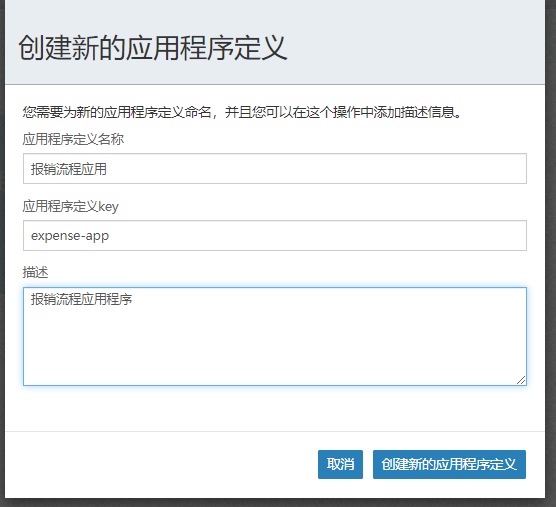 创建新的应用程序定义
您需要为新的应用程序定义命名，并且您可以在这个操作中添加描述信息。
应用程序定义名称
报销流程应用
应用程序定义key
expense-app
描述
报销流程应用程序
取消 创建新的应用程序定义